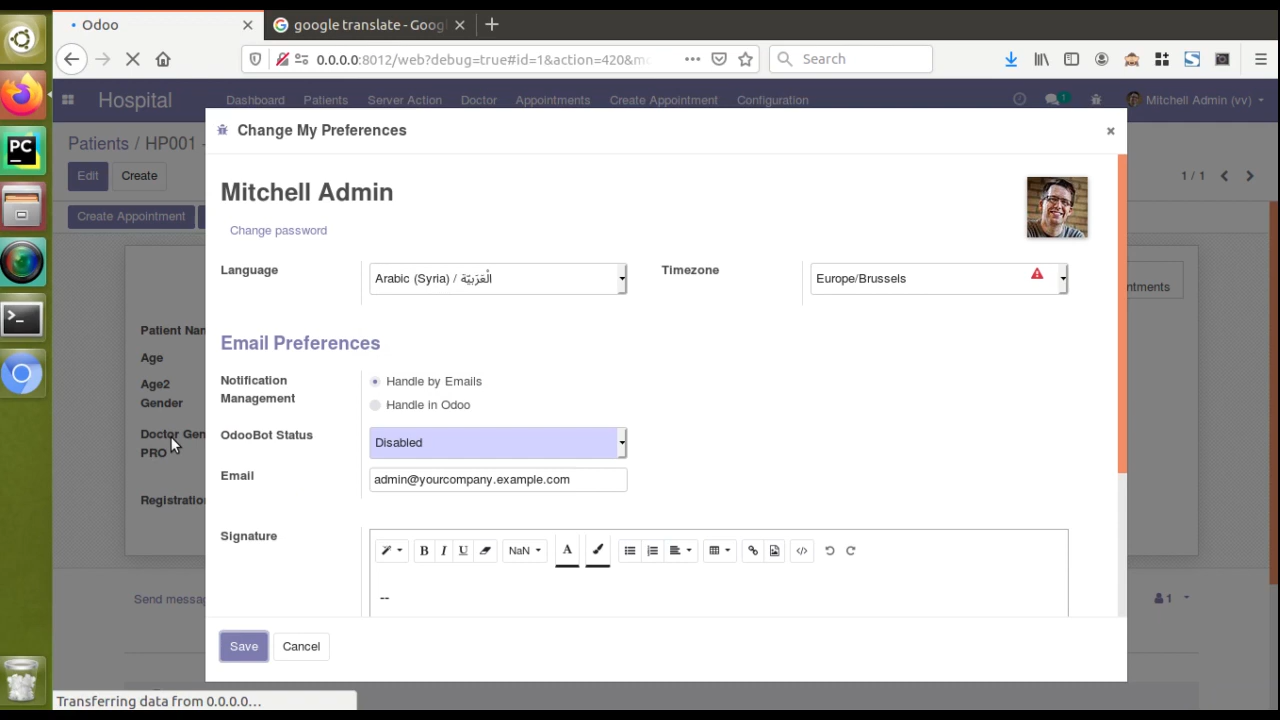 Odoo
google translate - Goog
0.0.0.0:8012/web?debug=true#id=1&action=420&m
Search
Hospital
Dashboard
Patients
Server Action
Doctor
Appointments
Create Appointment
Configuration
1
Mitchell Admin (vv)
Patients / HP001 -
Edit
Create
1 / 1
Create Appointment
Change My Preferences
×
Mitchell Admin
Change password
Language
Arabic (Syria) / الْعَرَبيّة
Timezone
Europe/Brussels
ntments
Email Preferences
Patient Nan
Age
Age2
Gender
Doctor Gen
PRO
Registratio
Notification
Management
Handle by Emails
Handle in Odoo
OdooBot Status
Disabled
Email
admin@yourcompany.example.com
Signature
B I U
NaN
A
</>
--
Send messa
1
Save
Cancel
Transferring data from 0.0.0.0…
PC
>_